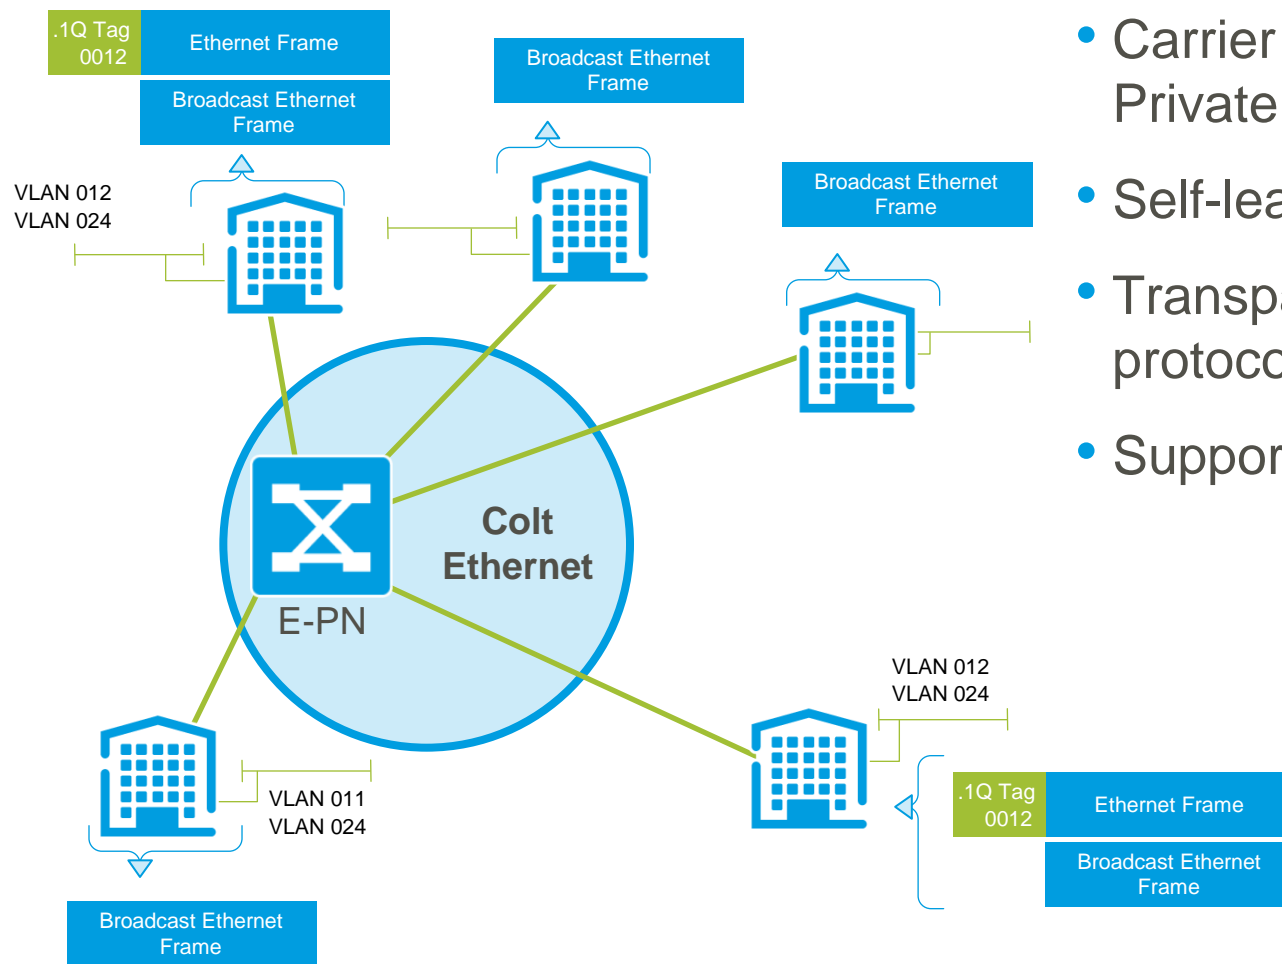 .1Q Tag
0012
Ethernet Frame
Broadcast Ethernet
Frame
VLAN 012
VLAN 024
Broadcast Ethernet
Frame
Broadcast Ethernet
Frame
• Carrier
Private
• Self-lea
• Transpa
protoco
• Suppor
Colt
Ethernet
E-PN
VLAN 011
VLAN 024
Broadcast Ethernet
Frame
VLAN 012
VLAN 024
.1Q Tag
0012
Ethernet Frame
Broadcast Ethernet
Frame